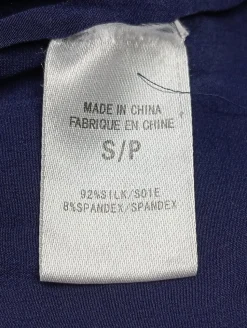 MADE IN CHINA
FABRIQUE EN CHINE
S/P
92%SILK/SOIE
8%SPANDEX/SPANDEX